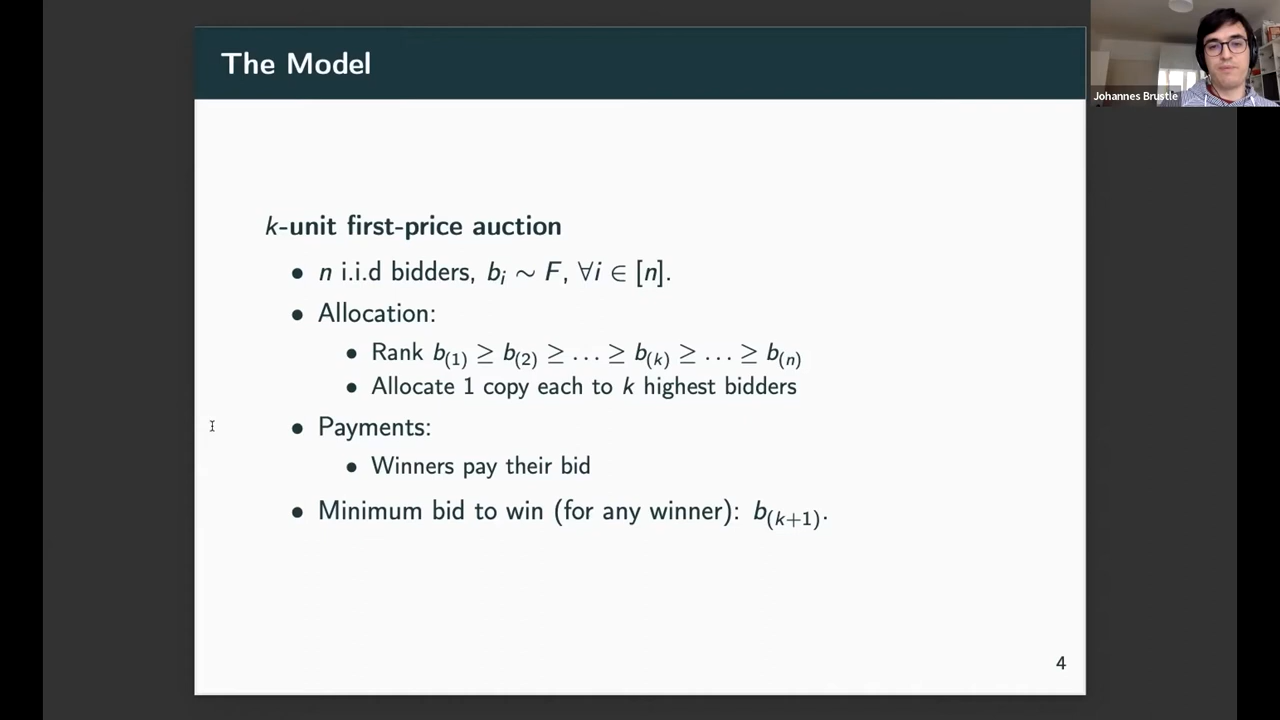 The Model
Johannes Brustle
k-unit first-price auction
• n i.i.d bidders, b_i ∼ F, ∀i ∈ [n].
• Allocation:
• Rank b_(1) ≥ b_(2) ≥ … ≥ b_(k) ≥ … ≥ b_(n)
• Allocate 1 copy each to k highest bidders
• Payments:
• Winners pay their bid
• Minimum bid to win (for any winner): b_(k+1).
4